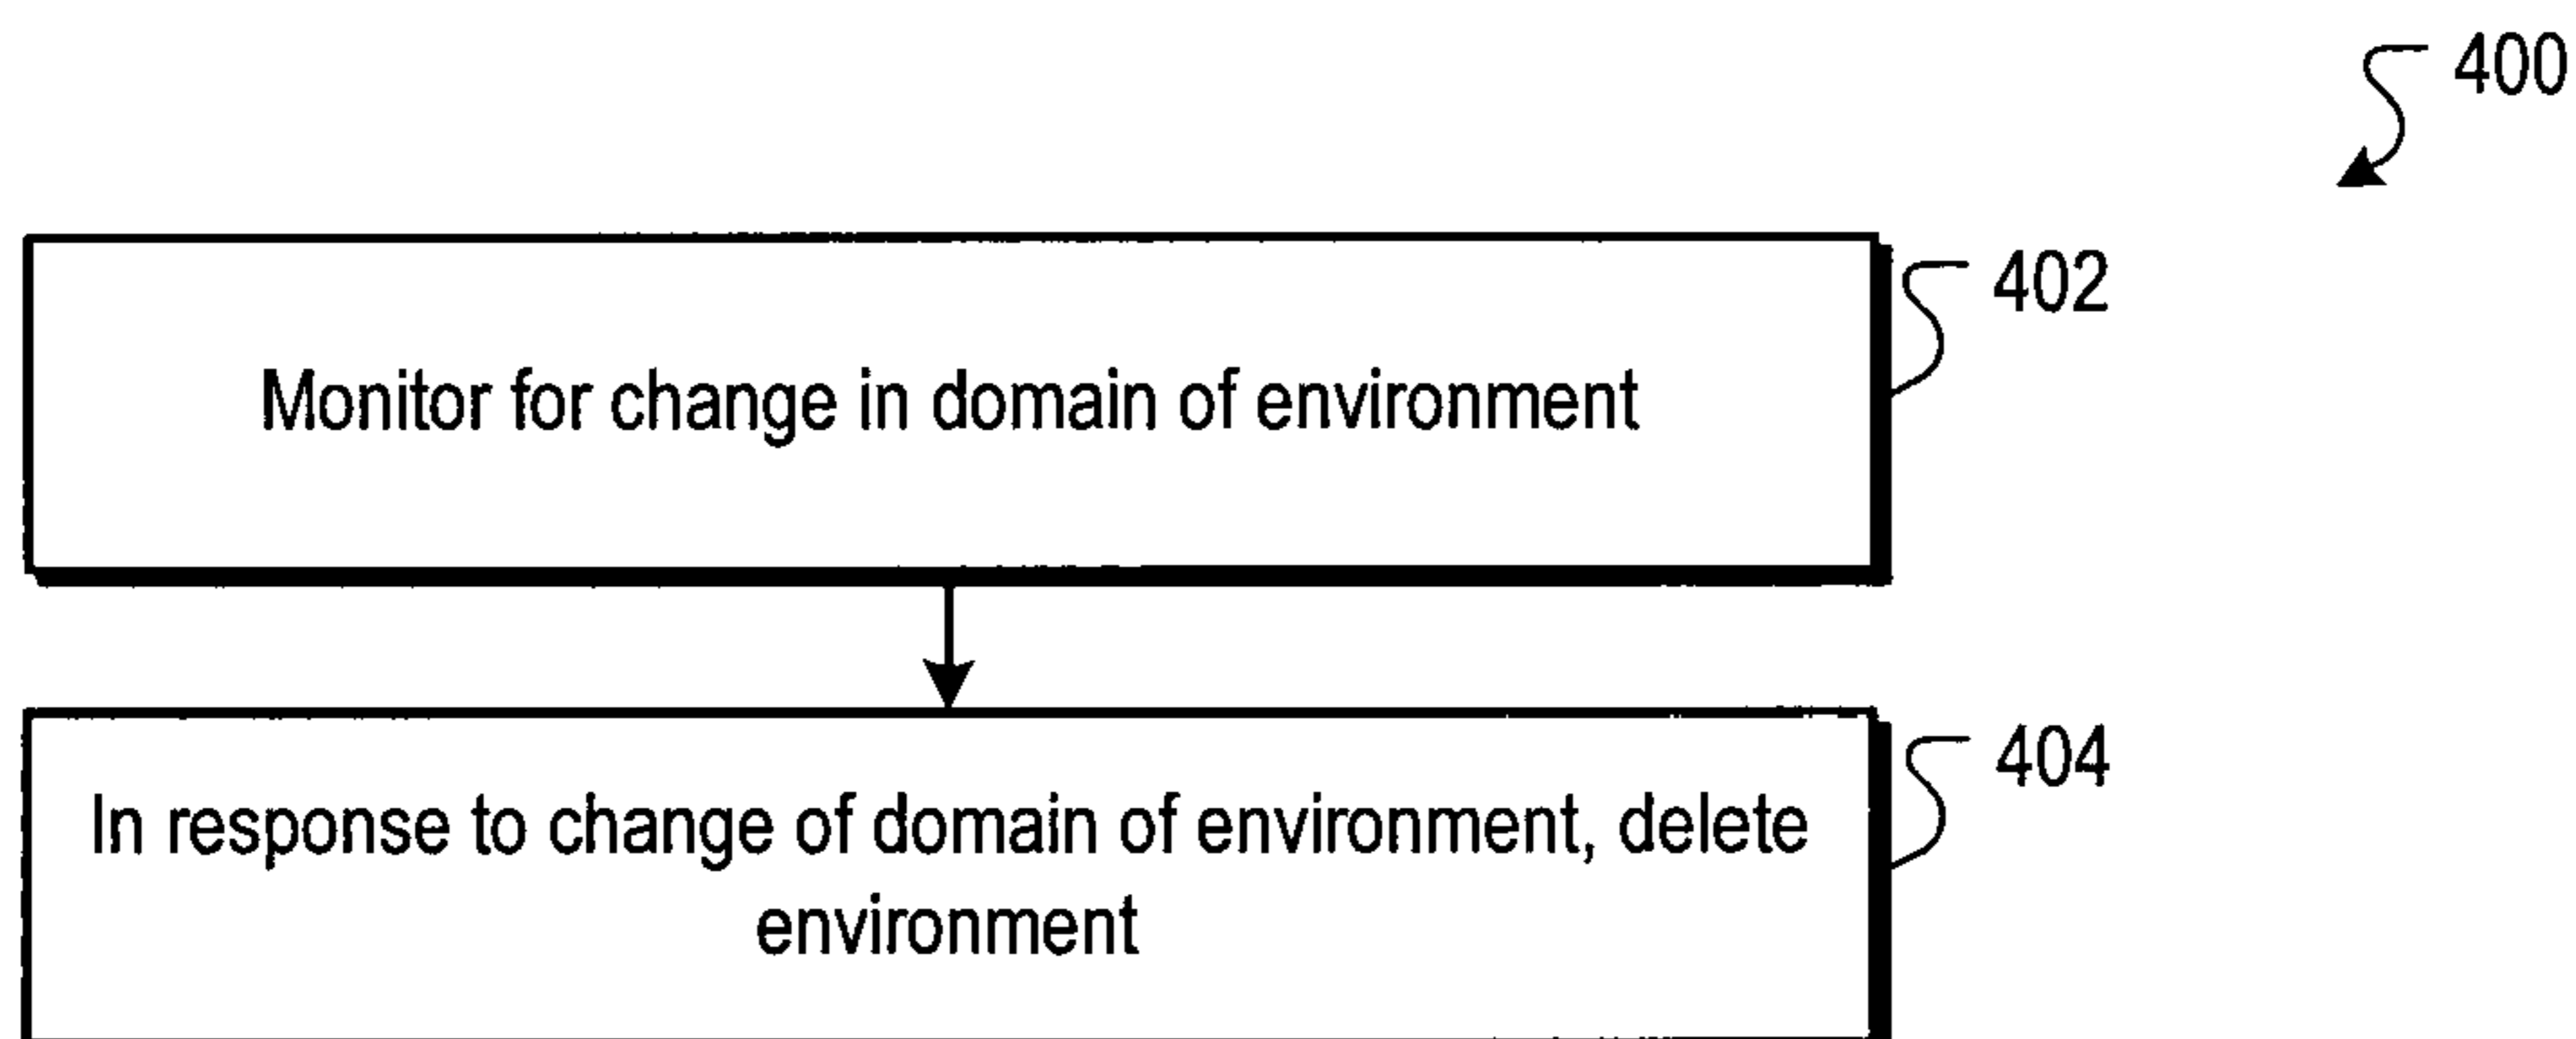 400
402
Monitor for change in domain of environment
404
In response to change of domain of environment, delete
environment